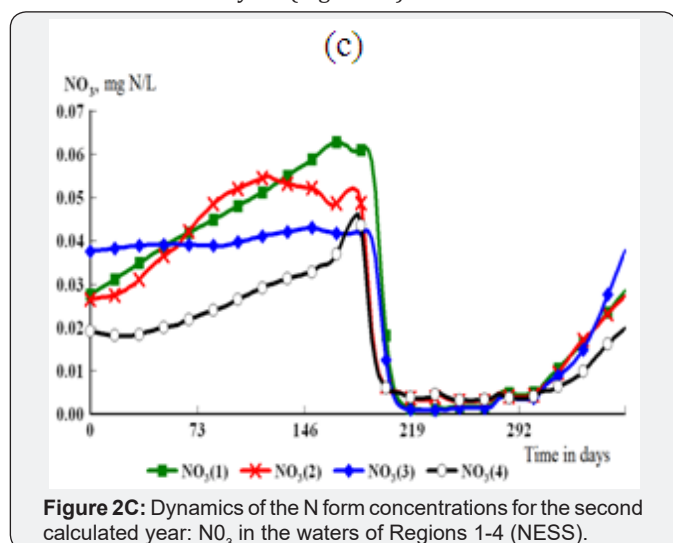 (c)
NO₃, mg N/L
0.07
0.06
0.05
0.04
0.03
0.02
0.01
0.00
0 73 146 219 292
Time in days
NO₃(1) NO₃(2) NO₃(3) NO₃(4)
Figure 2C: Dynamics of the N form concentrations for the second
calculated year: N0₃ in the waters of Regions 1-4 (NESS).